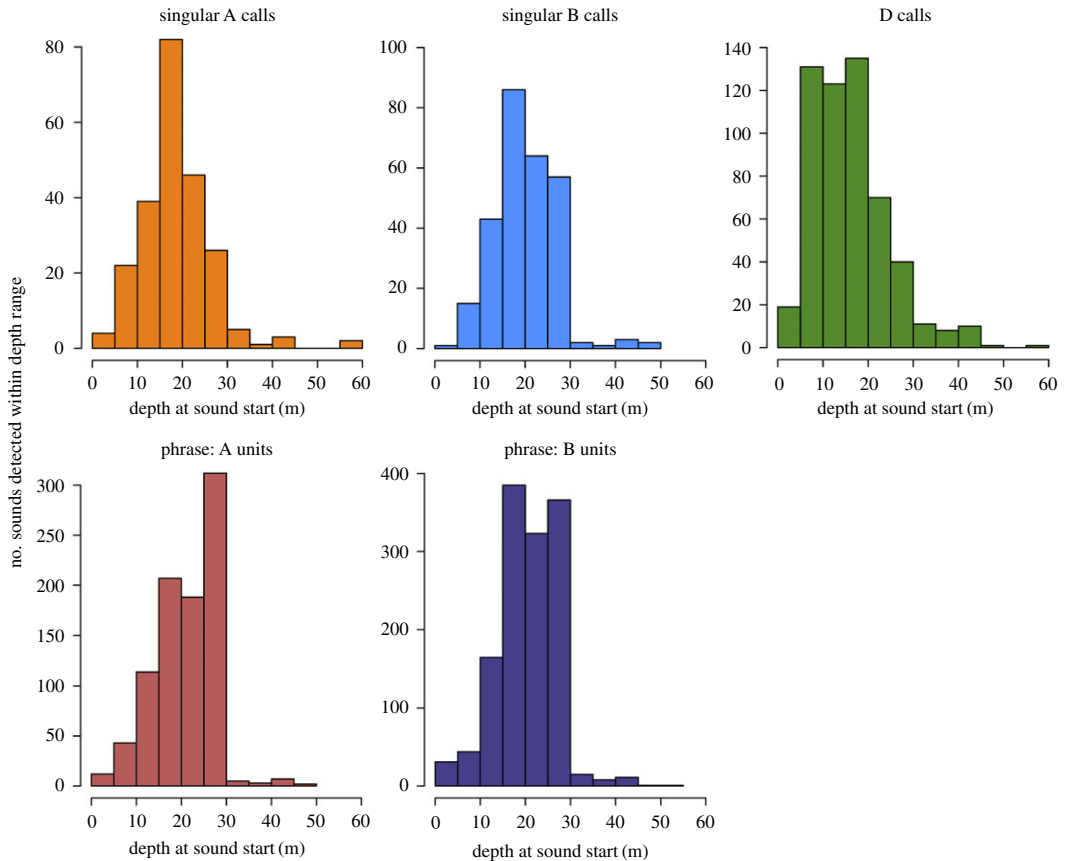 singular A calls
singular B calls
D calls
80
60
40
20
0
100
80
60
40
20
0
140
120
100
80
60
40
20
0
0 10 20 30 40 50 60
0 10 20 30 40 50 60
0 10 20 30 40 50 60
depth at sound start (m)
depth at sound start (m)
depth at sound start (m)
no. sounds detected within depth range
phrase: A units
phrase: B units
300
250
200
150
100
50
0
400
300
200
100
0
0 10 20 30 40 50 60
0 10 20 30 40 50 60
depth at sound start (m)
depth at sound start (m)